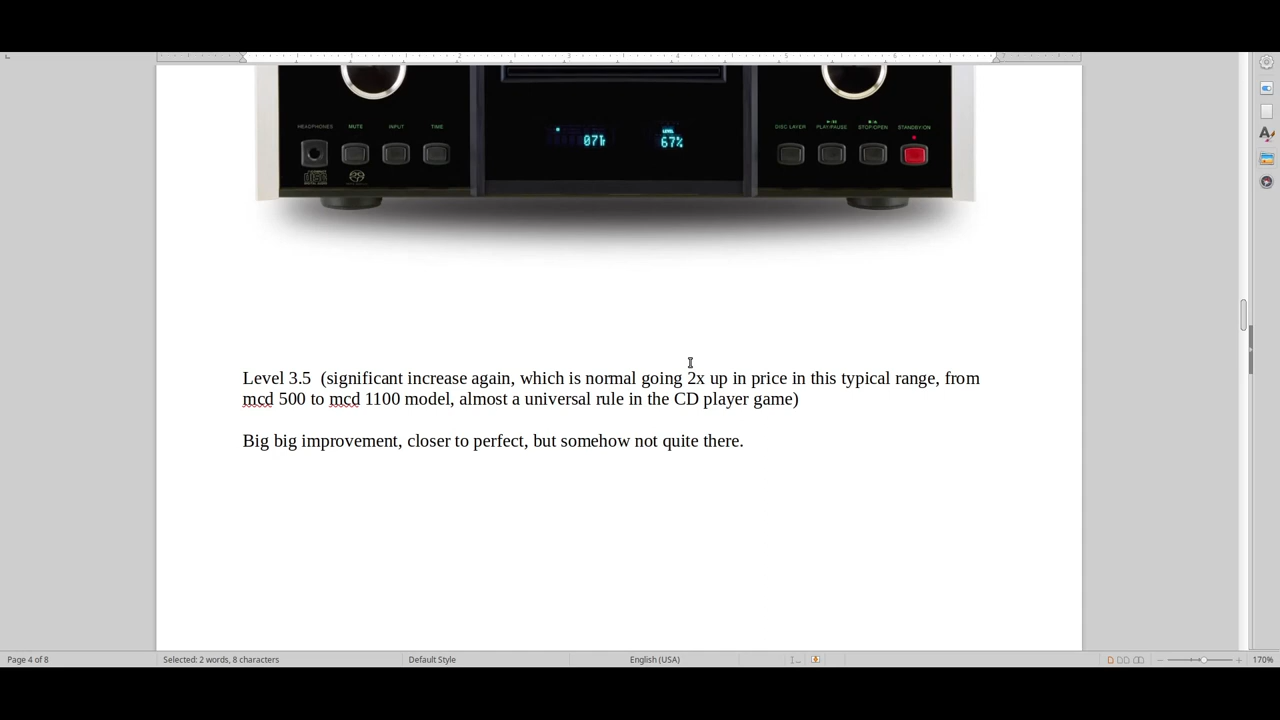 HEADPHONES MUTE INPUT TIME
071
LEVEL
67%
DISC LAYER PLAY/PAUSE STOP/OPEN STANDBY/ON
Level 3.5  (significant increase again, which is normal going 2x up in price in this typical range, from
mcd 500 to mcd 1100 model, almost a universal rule in the CD player game)
Big big improvement, closer to perfect, but somehow not quite there.
Page 4 of 8 Selected: 2 words, 8 characters Default Style English (USA) 170%